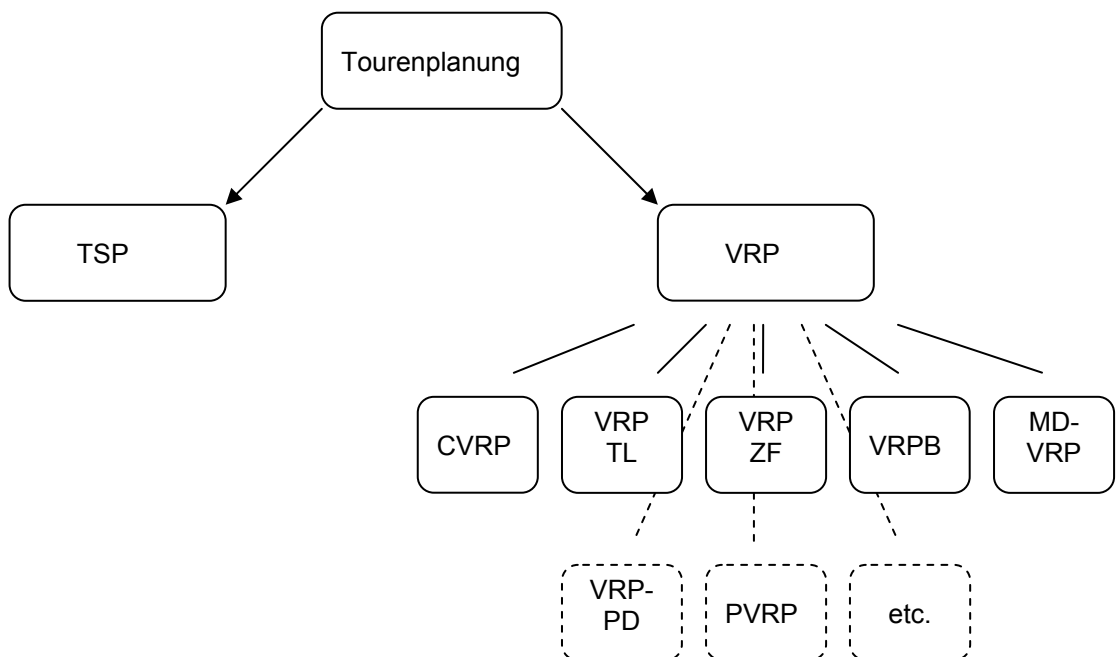 Tourenplanung
TSP
VRP
CVRP
VRP
TL
VRP
ZF
VRPB
MD-
VRP
VRP-
PD
PVRP
etc.